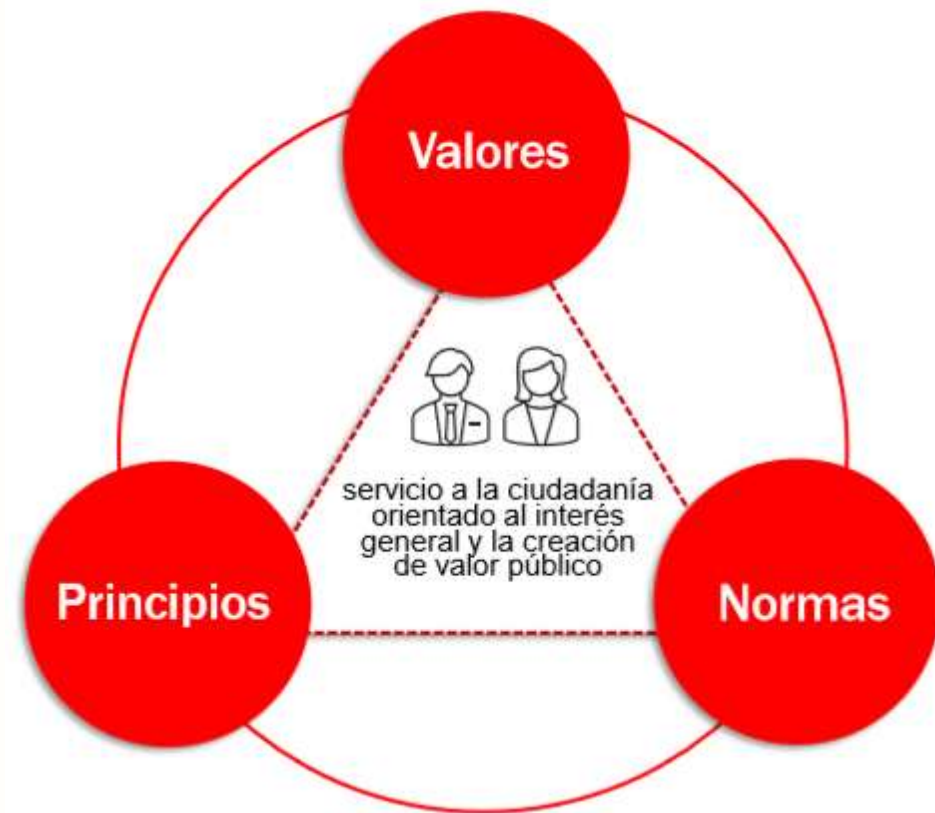 Valores
servicio a la ciudadanía
orientado al interés
general y la creación
de valor público
Principios
Normas